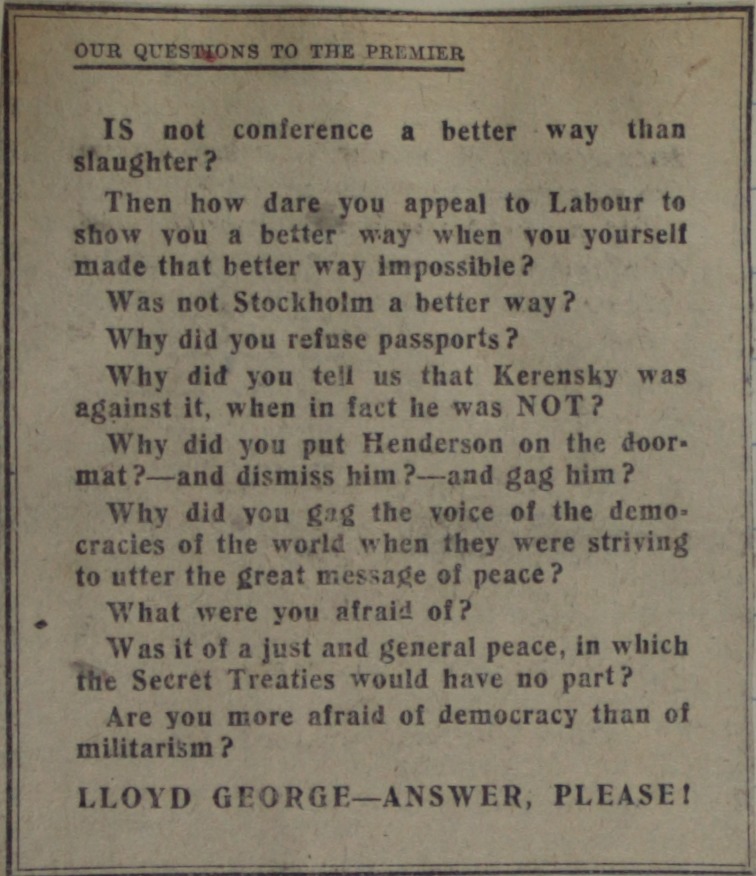 OUR QUESTIONS TO THE PREMIER
IS not conference a better way than
slaughter?
Then how dare you appeal to Labour to
show you a better way when you yourself
made that better way impossible?
Was not Stockholm a better way?
Why did you refuse passports?
Why did you tell us that Kerensky was
against it, when in fact he was NOT?
Why did you put Henderson on the door-
mat?—and dismiss him?—and gag him?
Why did you gag the voice of the demo-
cracies of the world when they were striving
to utter the great message of peace?
What were you afraid of?
Was it of a just and general peace, in which
the Secret Treaties would have no part?
Are you more afraid of democracy than of
militarism?
LLOYD GEORGE—ANSWER, PLEASE!